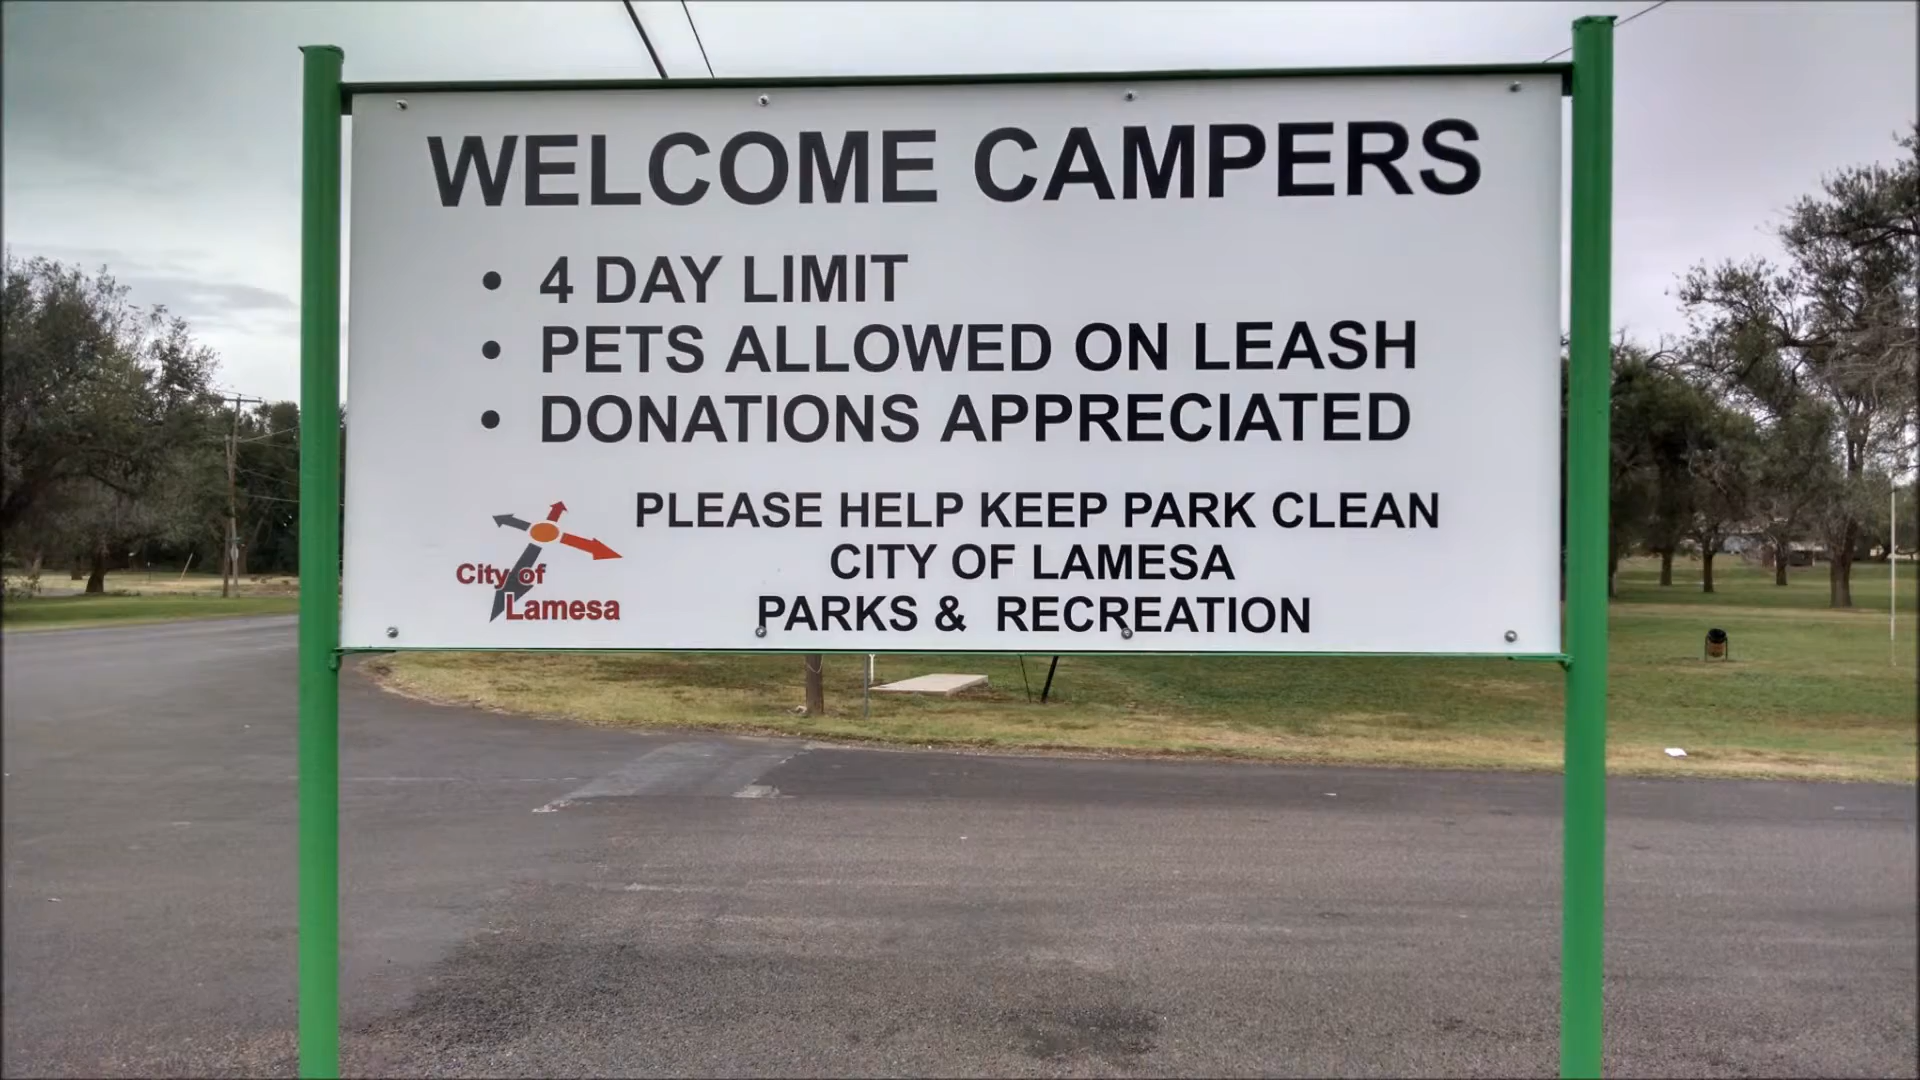 WELCOME CAMPERS
• 4 DAY LIMIT
• PETS ALLOWED ON LEASH
• DONATIONS APPRECIATED
PLEASE HELP KEEP PARK CLEAN
CITY OF LAMESA
PARKS & RECREATION
City of
Lamesa